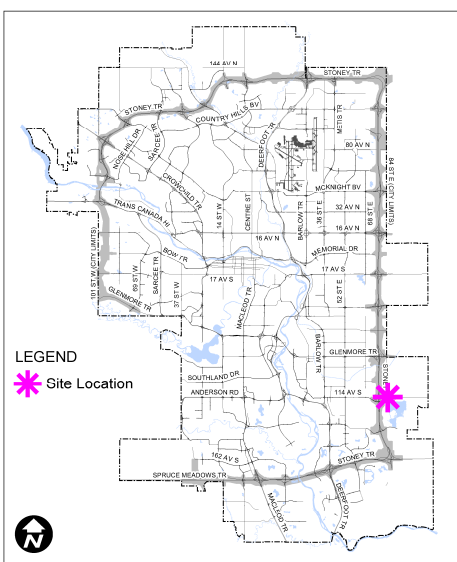 144 AV N
STONEY TR
STONEY TR
COUNTRY HILLS BV
METIS TR
DEERFOOT TR
NOSE HILL DR
SARCEE
80 AV N
84 ST E (CITY LIMITS)
CROWCHILD TR
MCKNIGHT BV
TRANS CANADA HI
14 ST W
CENTRE ST
BARLOW TR
36 ST E
32 AV N
68 ST E
16 AV N
16 AV N
MEMORIAL DR
BOW TR
101 ST W (CITY LIMITS)
69 ST W
SARCEE TR
37 ST W
17 AV S
17 AV S
52 ST E
GLENMORE TR
MACLEOD TR
BARLOW TR
GLENMORE TR
LEGEND
Site Location
SOUTHLAND DR
ANDERSON RD
114 AV S
162 AV S
STONEY TR
SPRUCE MEADOWS TR
MACLEOD TR
DEERFOOT TR
N